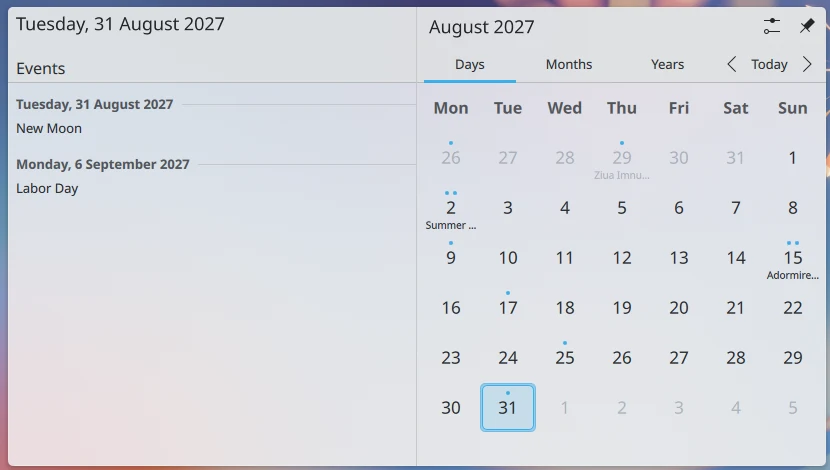 Tuesday, 31 August 2027
Events
Tuesday, 31 August 2027
New Moon
Monday, 6 September 2027
Labor Day
August 2027
Days Months Years Today
Mon Tue Wed Thu Fri Sat Sun
26 27 28 29 30 31 1
Ziua Imnu...
2 3 4 5 6 7 8
Summer ...
9 10 11 12 13 14 15
Adormire...
16 17 18 19 20 21 22
23 24 25 26 27 28 29
30 31 1 2 3 4 5